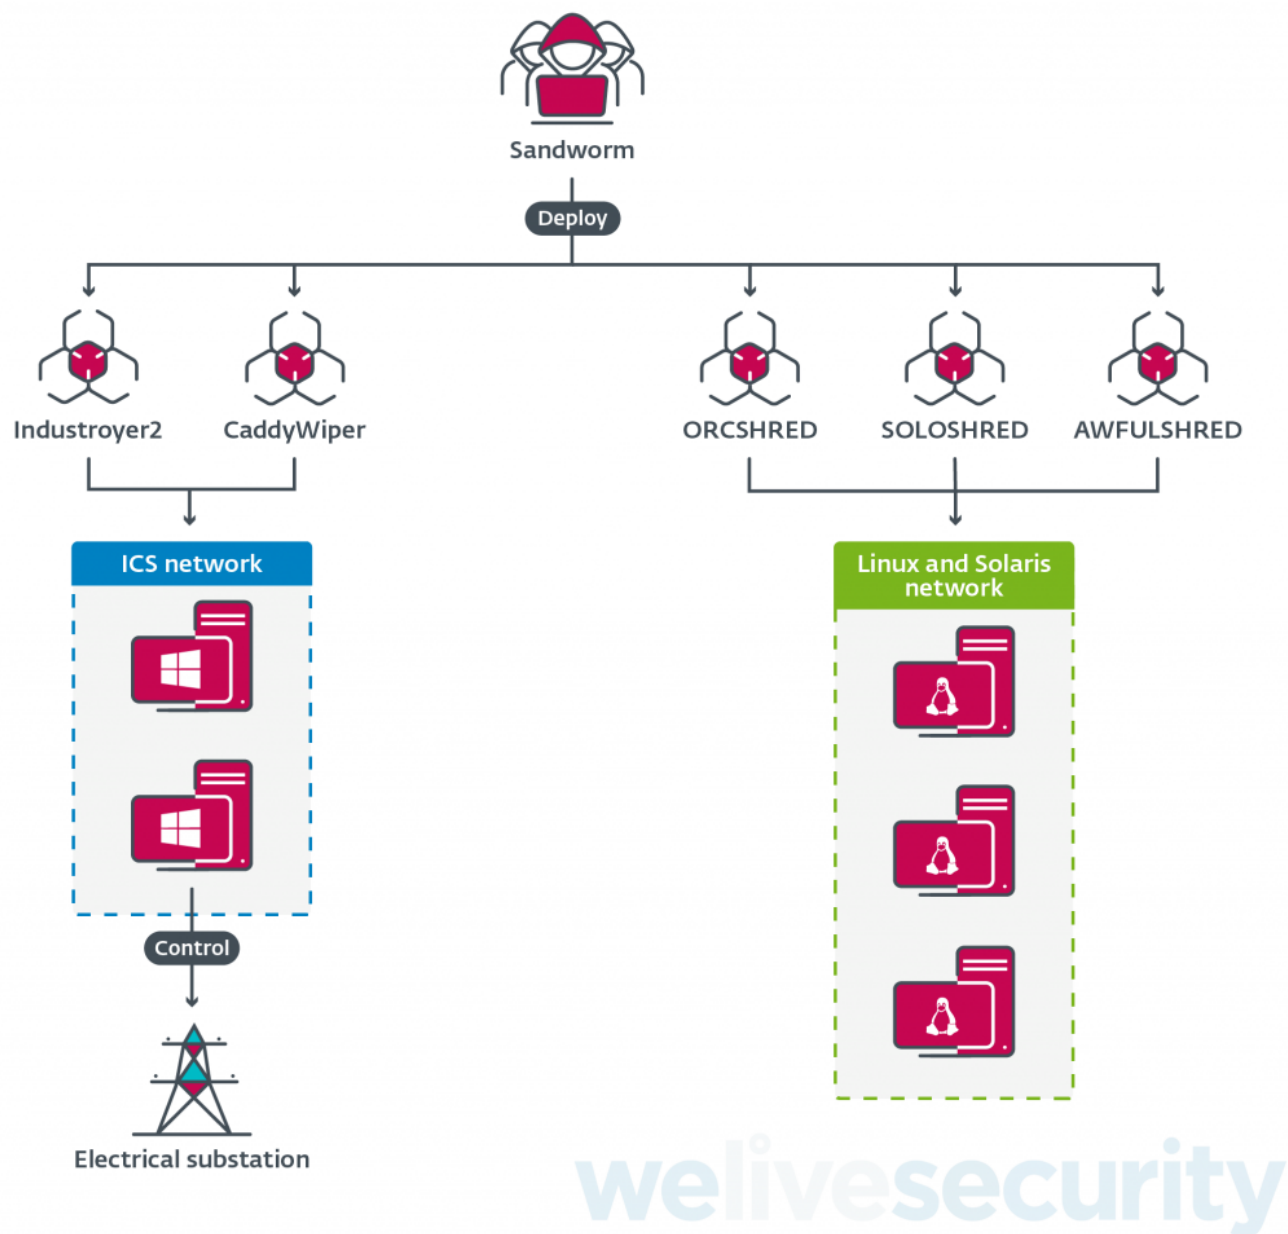 Sandworm
Deploy
Industroyer2
CaddyWiper
ORCSHRED
SOLOSHRED
AWFULSHRED
ICS network
Linux and Solaris
network
Control
Electrical substation
welivesecurity